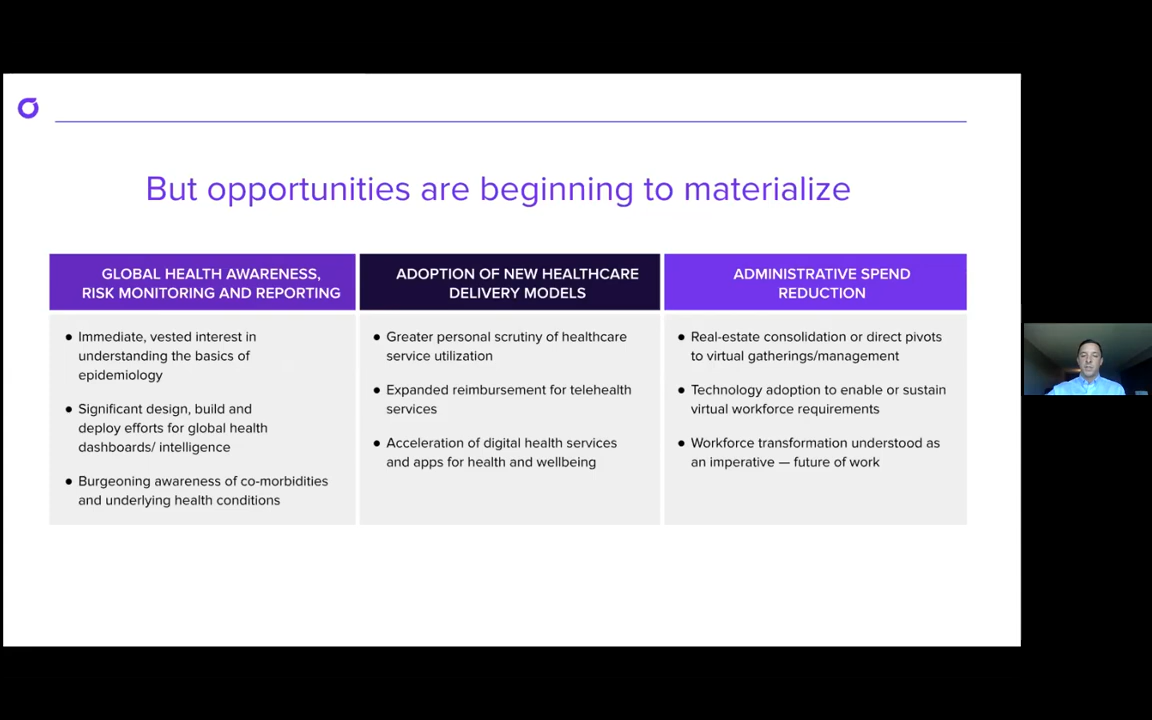 But opportunities are beginning to materialize
GLOBAL HEALTH AWARENESS,
RISK MONITORING AND REPORTING
● Immediate, vested interest in
understanding the basics of
epidemiology
● Significant design, build and
deploy efforts for global health
dashboards/ intelligence
● Burgeoning awareness of co-morbidities
and underlying health conditions
ADOPTION OF NEW HEALTHCARE
DELIVERY MODELS
● Greater personal scrutiny of healthcare
service utilization
● Expanded reimbursement for telehealth
services
● Acceleration of digital health services
and apps for health and wellbeing
ADMINISTRATIVE SPEND
REDUCTION
● Real-estate consolidation or direct pivots
to virtual gatherings/management
● Technology adoption to enable or sustain
virtual workforce requirements
● Workforce transformation understood as
an imperative — future of work